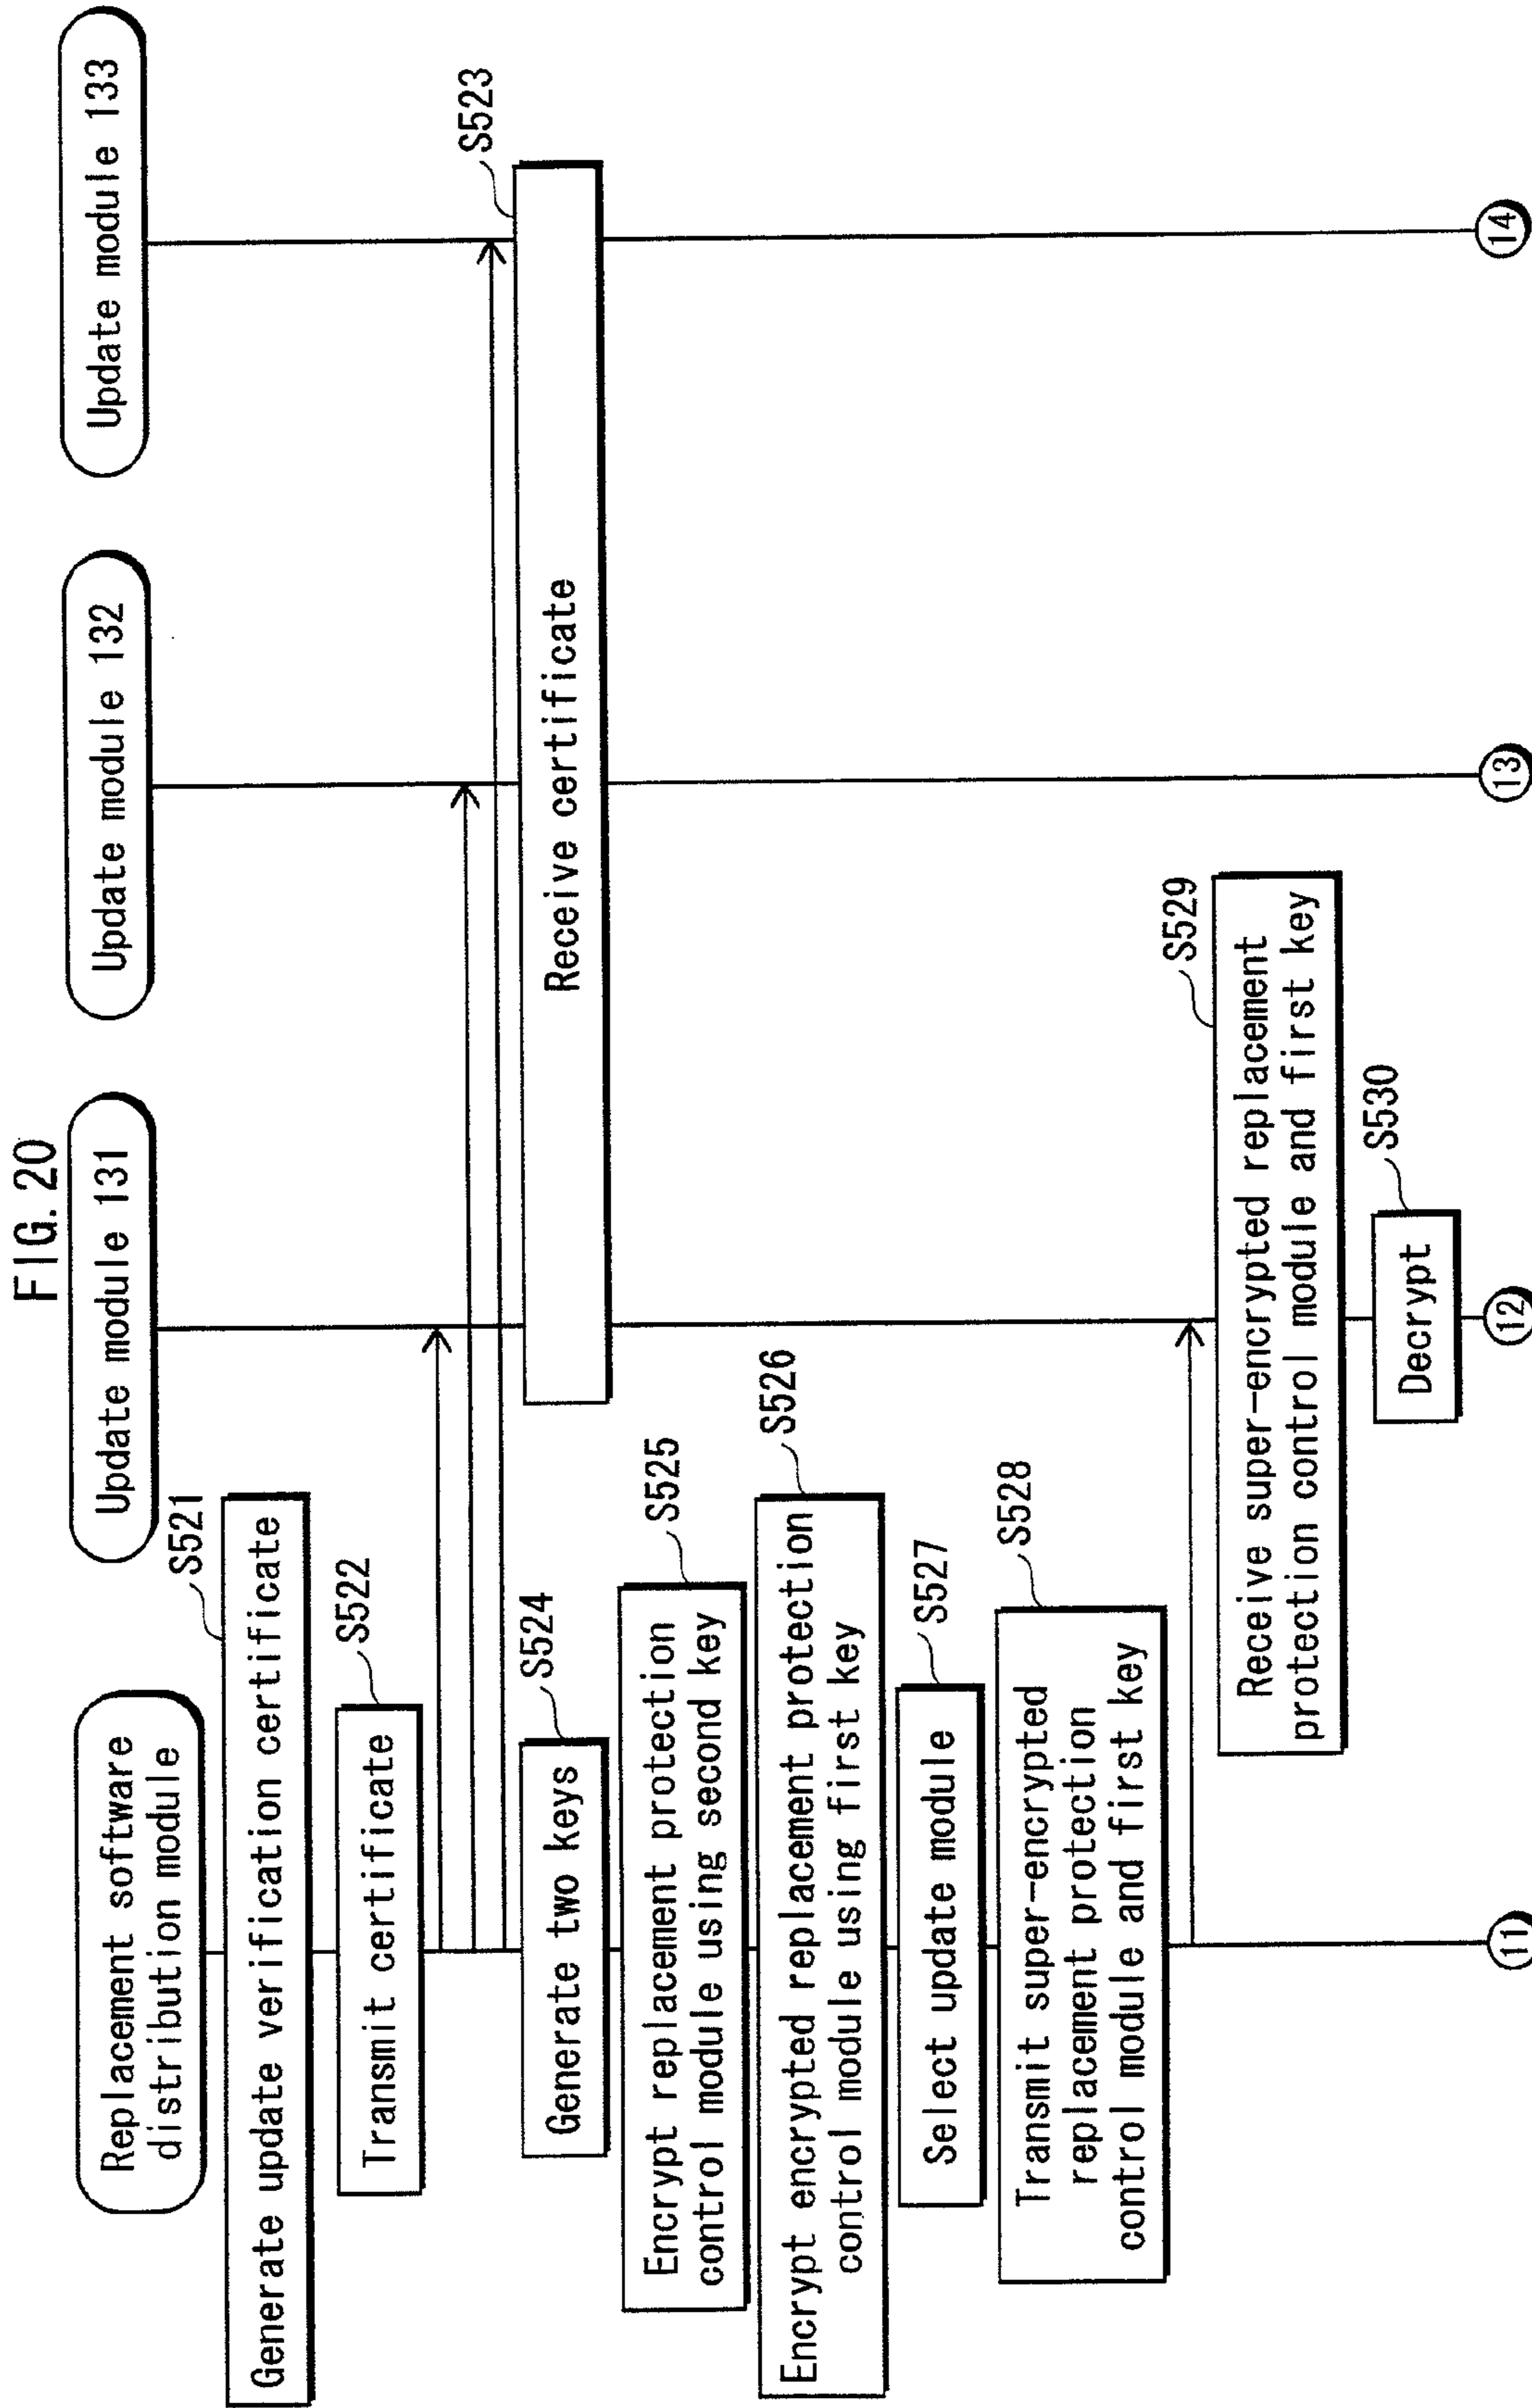 FIG. 20
Replacement software
distribution module
Update module 131
Update module 132
Update module 133
S521
Generate update verification certificate
S522
Transmit certificate
S523
Receive certificate
S524
Generate two keys
S525
Encrypt replacement protection
control module using second key
S526
Encrypt encrypted replacement protection
control module using first key
S527
Select update module
S528
Transmit super-encrypted
replacement protection
control module and first key
S529
Receive super-encrypted replacement
protection control module and first key
S530
Decrypt
11
12
13
14